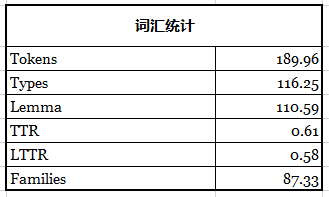 词汇统计
Tokens 189.96
Types 116.25
Lemma 110.59
TTR 0.61
LTTR 0.58
Families 87.33